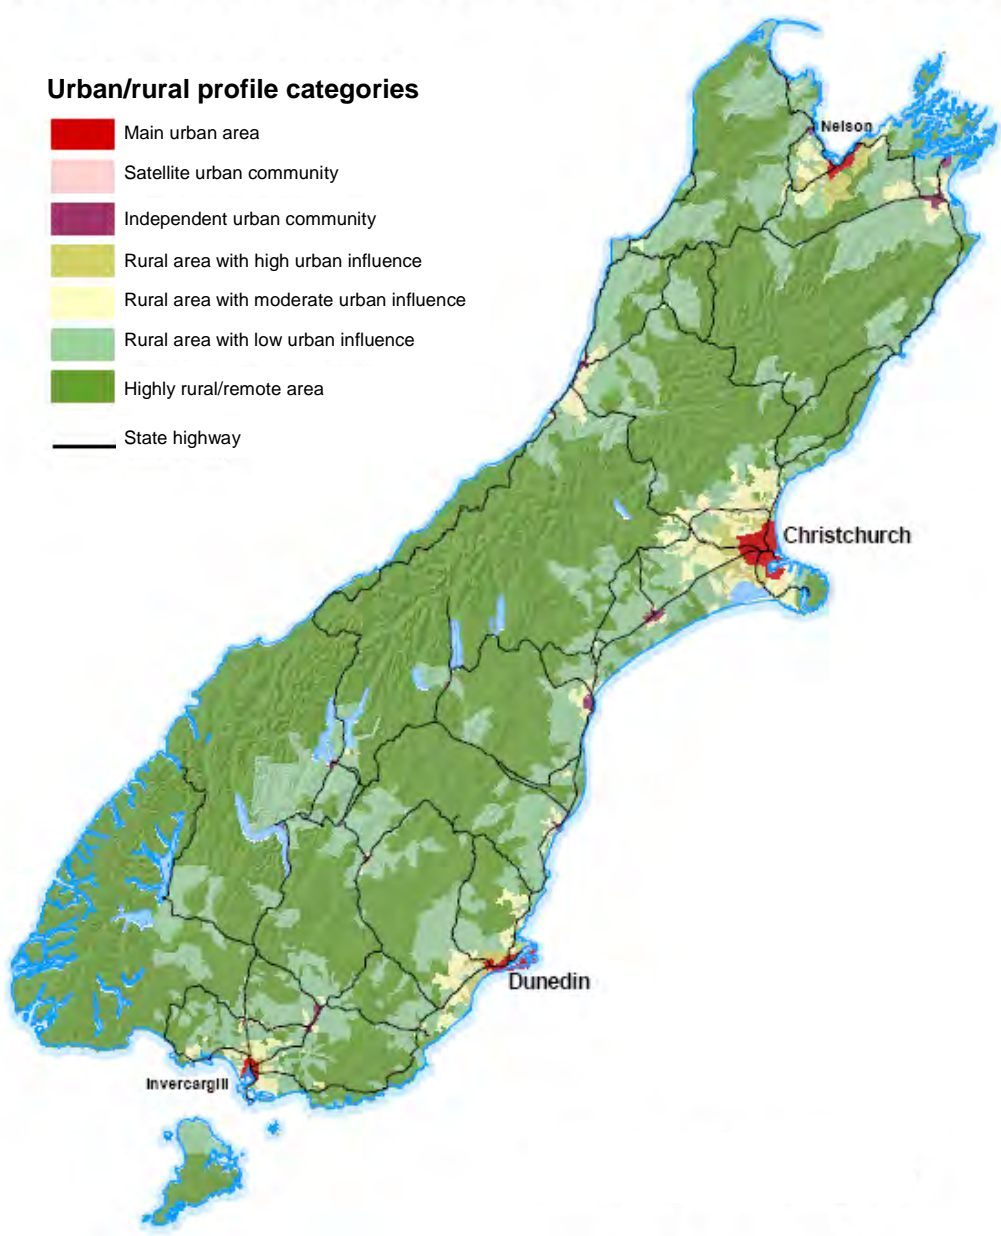 Urban/rural profile categories
Main urban area
Satellite urban community
Independent urban community
Rural area with high urban influence
Rural area with moderate urban influence
Rural area with low urban influence
Highly rural/remote area
State highway
Nelson
Christchurch
Dunedin
Invercargill